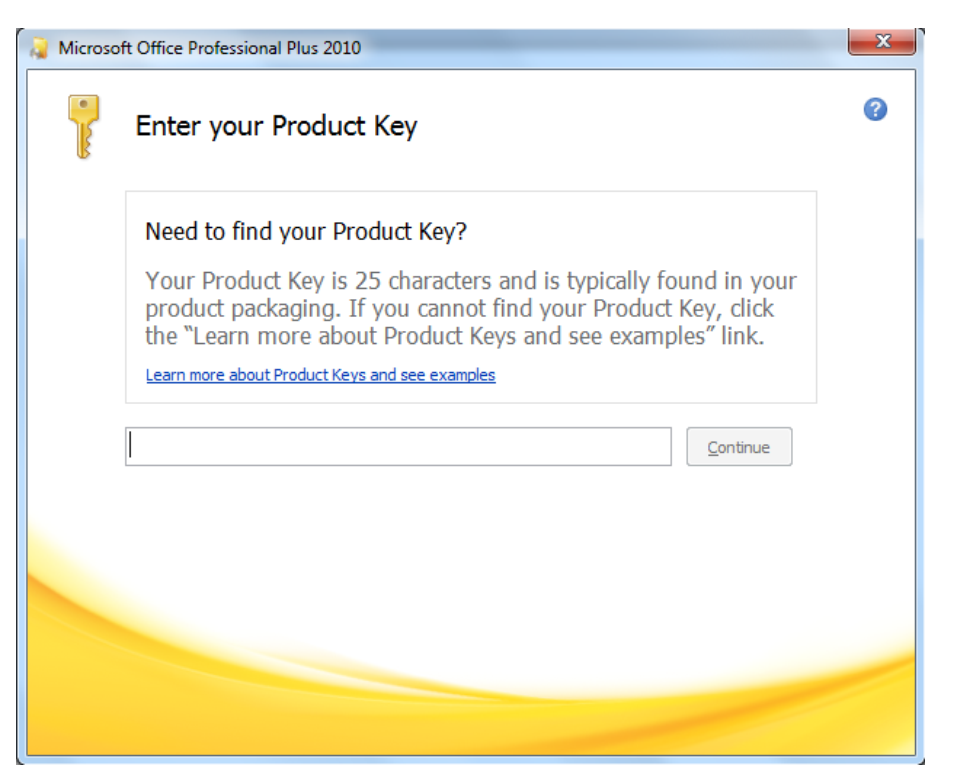 Microsoft Office Professional Plus 2010
x
?
Enter your Product Key
Need to find your Product Key?
Your Product Key is 25 characters and is typically found in your
product packaging. If you cannot find your Product Key, click
the “Learn more about Product Keys and see examples” link.
Learn more about Product Keys and see examples
Continue